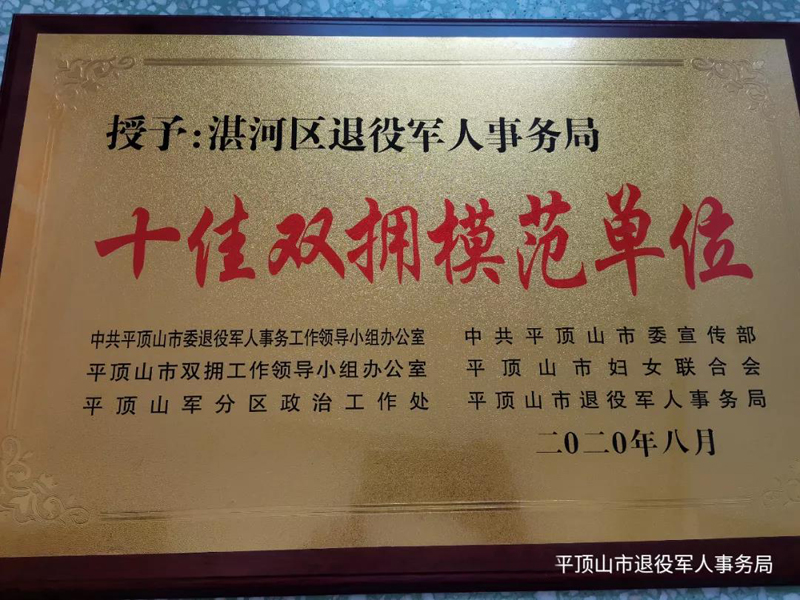 授予:湛河区退役军人事务局
十佳双拥模范单位
中共平顶山市委退役军人事务工作领导小组办公室
平顶山市双拥工作领导小组办公室
平顶山军分区政治工作处
中共平顶山市委宣传部
平顶山市妇女联合会
平顶山市退役军人事务局
二〇二〇年八月
平顶山市退役军人事务局